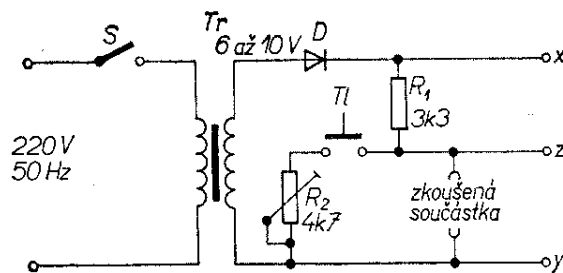 S
Tr
6 až 10 V
D
x
R1
3k3
Tl
z
220 V
50 Hz
R2
4k7
zkoušená
součástka
y